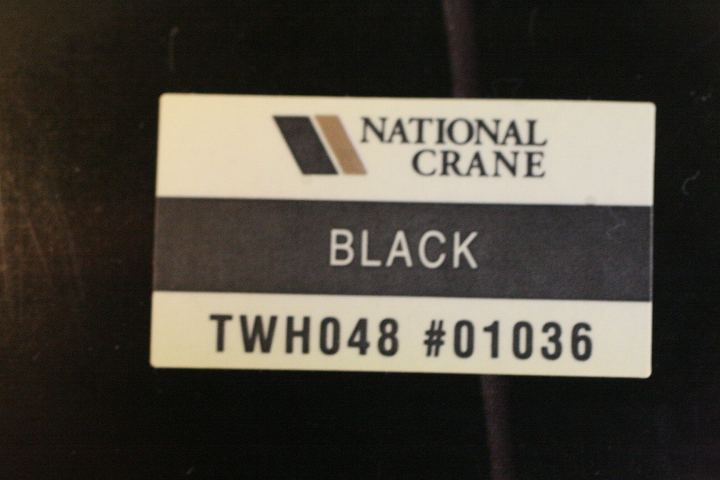 NATIONAL
CRANE
BLACK
TWH048 #01036